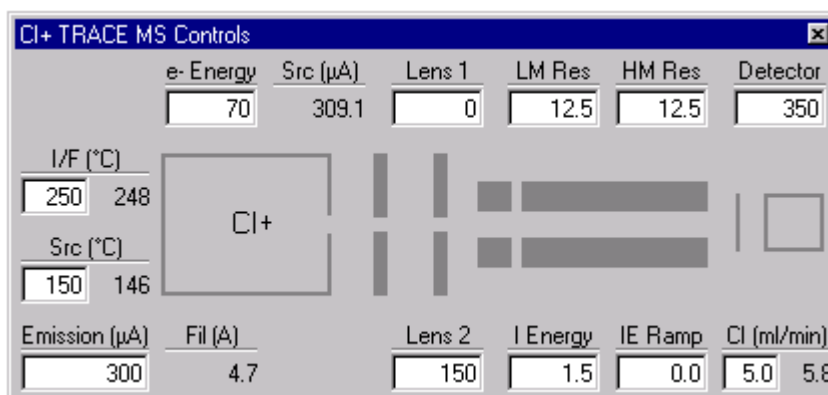 CI+ TRACE MS Controls
e- Energy Src (µA) Lens 1 LM Res HM Res Detector
70 309.1 0 12.5 12.5 350
I/F (°C)
250 248
CI+
Src (°C)
150 146
Emission (µA) Fil (A) Lens 2 I Energy IE Ramp CI (ml/min)
300 4.7 150 1.5 0.0 5.0 5.8